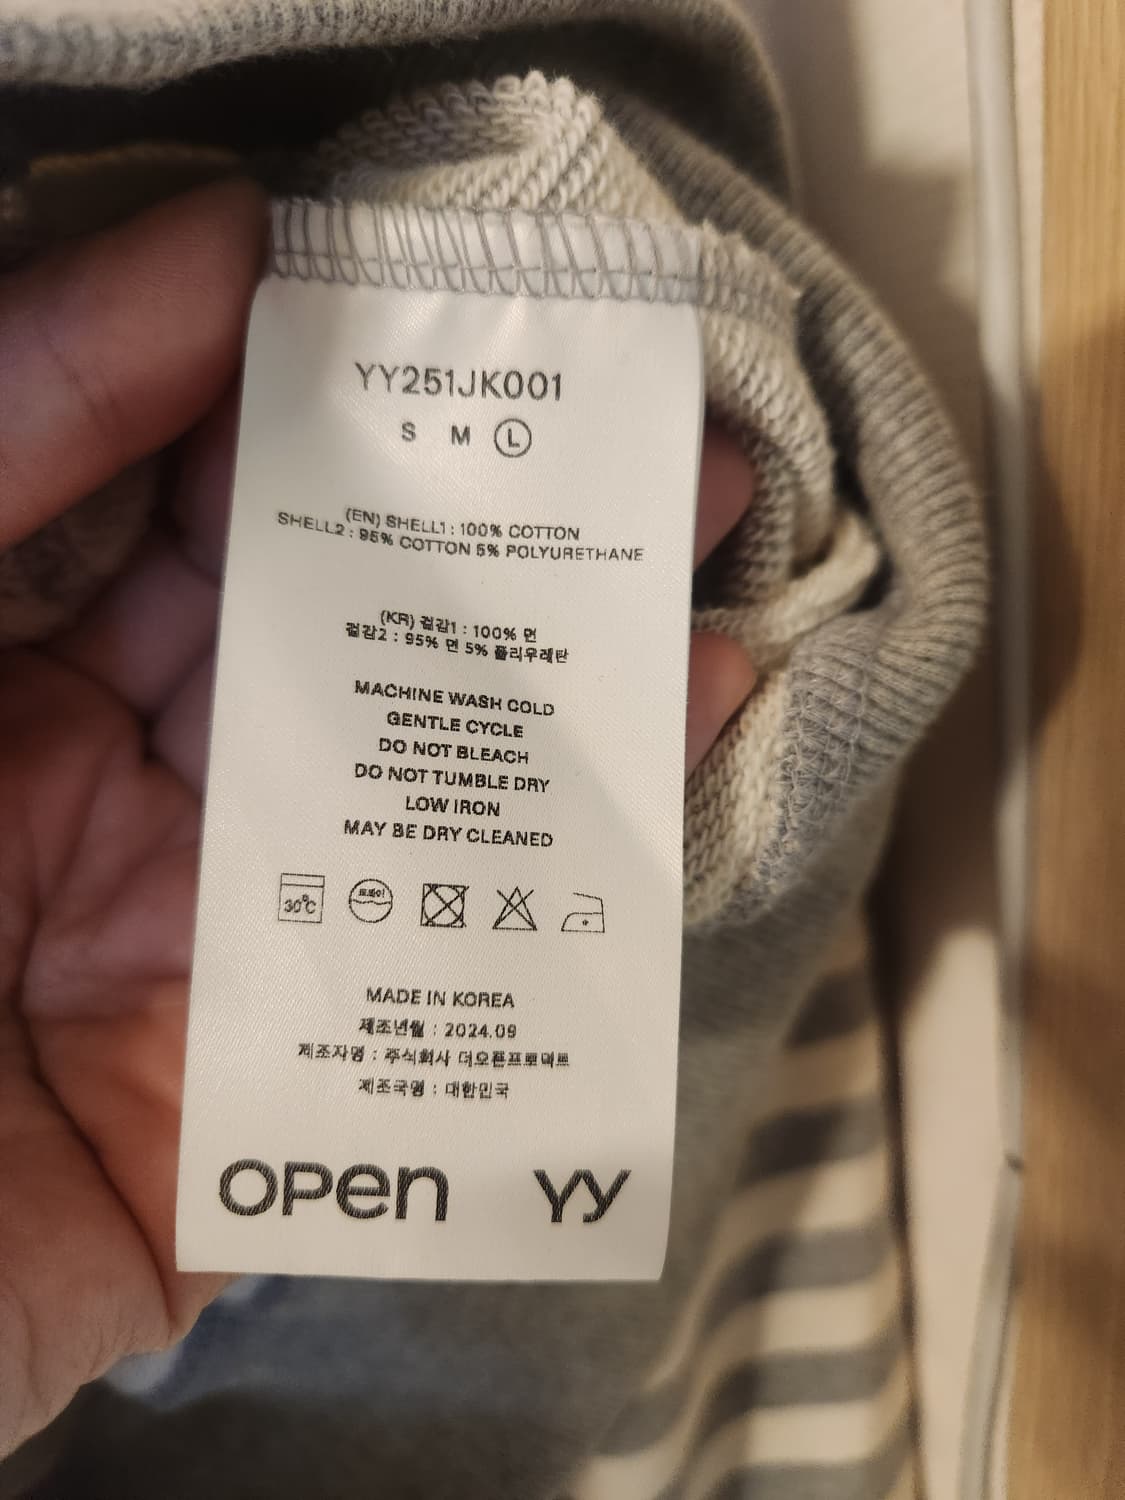 YY251JK001
S M L
(EN) SHELL1 : 100% COTTON
SHELL2 : 95% COTTON 5% POLYURETHANE
(KR) 겉감1 : 100% 면
겉감2 : 95% 면 5% 폴리우레탄
MACHINE WASH COLD
GENTLE CYCLE
DO NOT BLEACH
DO NOT TUMBLE DRY
LOW IRON
MAY BE DRY CLEANED
30°C 드라이
MADE IN KOREA
제조년월 : 2024.09
제조자명 : 주식회사 더오픈프로덕트
제조국명 : 대한민국
open YY